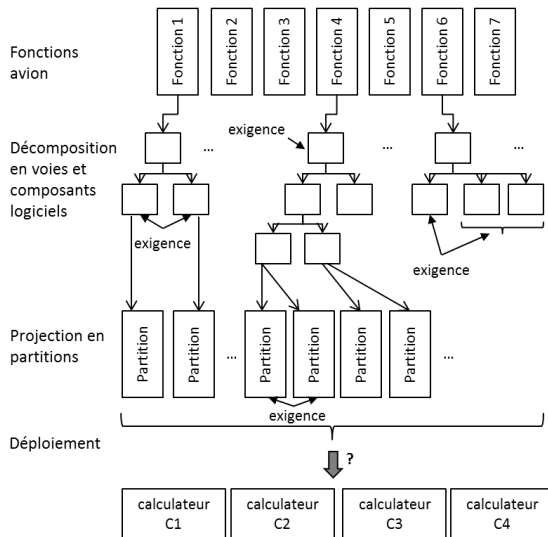 Fonctions
avion
Fonction 1
Fonction 2
Fonction 3
Fonction 4
Fonction 5
Fonction 6
Fonction 7
Décomposition
en voies et
composants
logiciels
...
exigence
...
...
exigence
exigence
Projection en
partitions
Partition
Partition
...
Partition
Partition
Partition
Partition
...
exigence
Déploiement
?
calculateur
C1
calculateur
C2
calculateur
C3
calculateur
C4